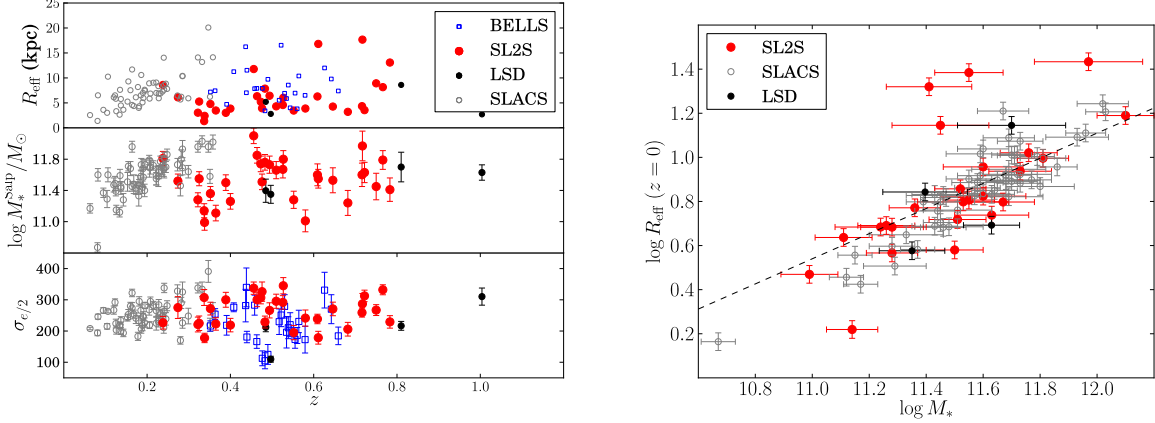 25
20
15
10
5
0
R_eff (kpc)
BELLS
SL2S
LSD
SLACS
11.8
11.4
11.0
log M_*^Salp/M_⊙
400
300
200
100
σ_e/2
0.2 0.4 0.6 0.8 1.0
z
SL2S
SLACS
LSD
1.4
1.2
1.0
0.8
0.6
0.4
0.2
log R_eff (z = 0)
10.8 11.0 11.2 11.4 11.6 11.8 12.0
log M_*